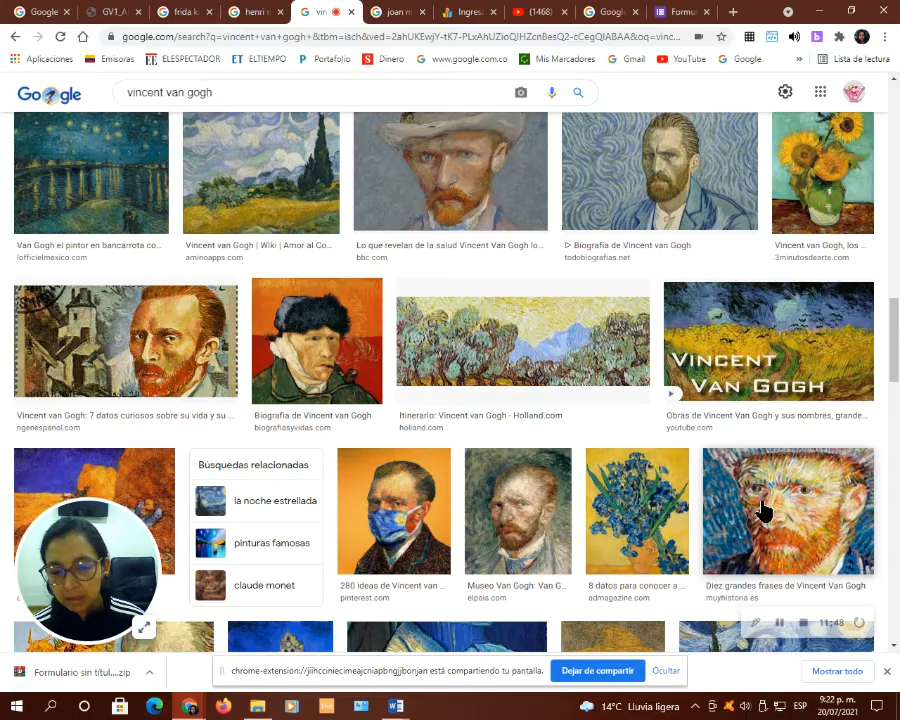 Google
GV1_A
frida k
henri
vin
joan m
Ingres
(1468)
Google
Formul
google.com/search?q=vincent+van+gogh+&tbm=isch&ved=2ahUKEwjY-tK7-PLxAhUZioQIHZcnBesQ2-cCegQIABAA&oq=vinc...
Aplicaciones
Emisoras
ELESPECTADOR
ELTIEMPO
Portafolio
Dinero
www.google.com.co
Mis Marcadores
Gmail
YouTube
Google
»
Lista de lectura
Google
vincent van gogh
Van Gogh el pintor en bancarrota co...
lofficielmexico.com
Vincent van Gogh | Wiki | Amor al Co...
aminoapps.com
Lo que revelan de la salud Vincent Van Gogh lo...
bbc.com
Biografía de Vincent van Gogh
todobiografias.net
Vincent van Gogh, los ...
3minutosdearte.com
VINCENT
VAN GOGH
Vincent van Gogh: 7 datos curiosos sobre su vida y su ...
ngenespanol.com
Biografia de Vincent van Gogh
biografiasyvidas.com
Itinerario: Vincent van Gogh - Holland.com
holland.com
Obras de Vincent Van Gogh y sus nombres, grande...
youtube.com
Búsquedas relacionadas
la noche estrellada
pinturas famosas
claude monet
280 ideas de Vincent van ...
pinterest.com
Museo Van Gogh: Van G...
elpais.com
8 datos para conocer a ...
admagazine.com
Diez grandes frases de Vincent Van Gogh
muyhistoria.es
11:48
Formulario sin títul....zip
chrome-extension://jiihcciniecimeajcniapbngjjbonjan está compartiendo tu pantalla.
Dejar de compartir
Ocultar
Mostrar todo
14°C Lluvia ligera
ESP
9:22 p. m.
20/07/2021